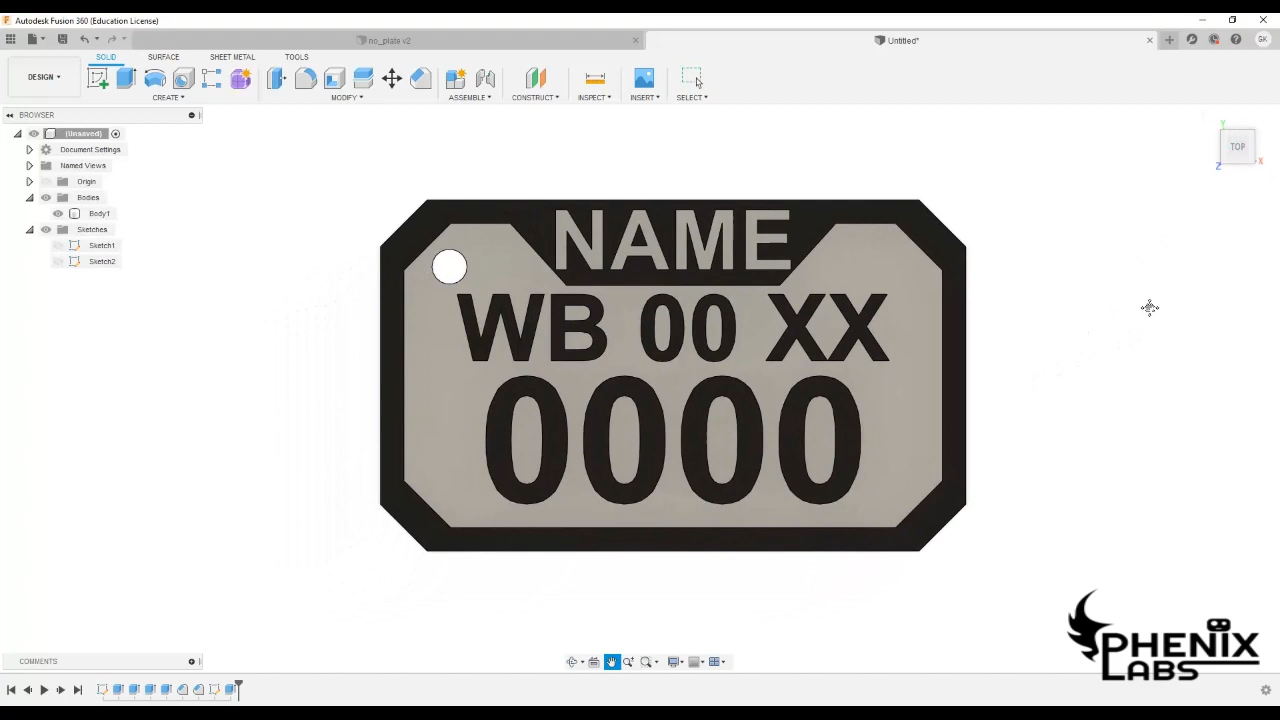 Autodesk Fusion 360 (Education License)
no_plate v2
Untitled*
GK
DESIGN
SOLID
SURFACE
SHEET METAL
TOOLS
CREATE
MODIFY
ASSEMBLE
CONSTRUCT
INSPECT
INSERT
SELECT
BROWSER
(Unsaved)
Document Settings
Named Views
Origin
Bodies
Body1
Sketches
Sketch1
Sketch2
Y
TOP
X
Z
NAME
WB 00 XX
0000
COMMENTS
PHENIX
LABS